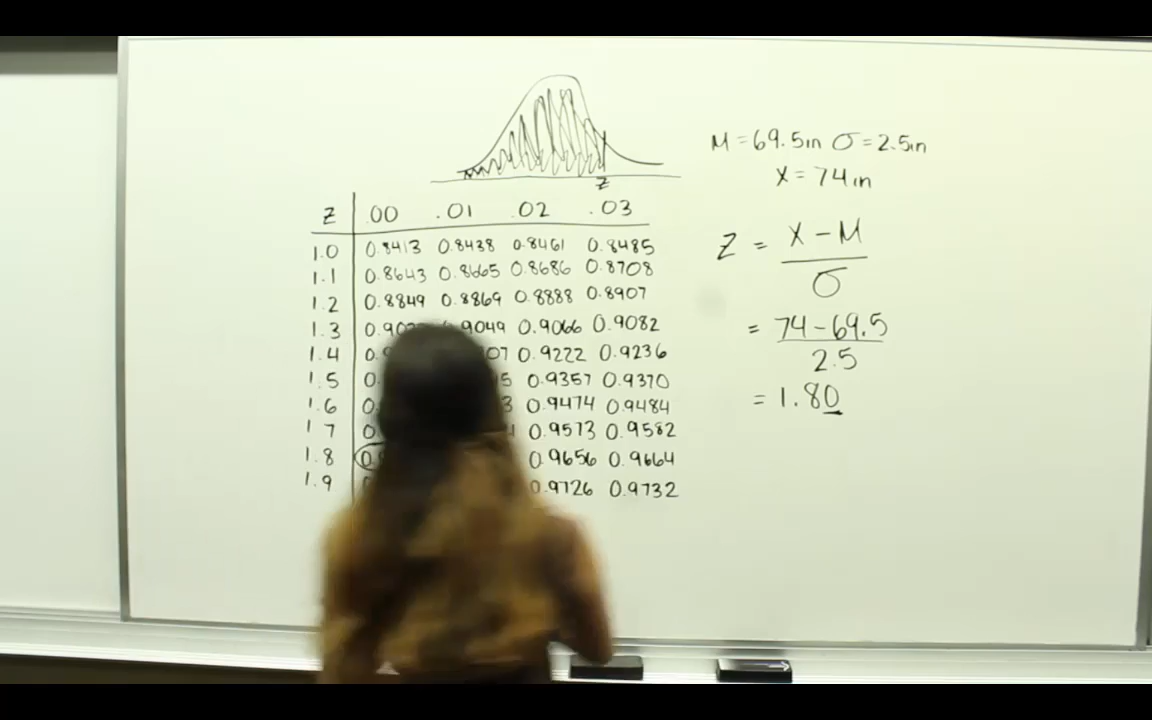 Z
Z .00 .01 .02 .03
1.0 0.8413 0.8438 0.8461 0.8485
1.1 0.8643 0.8665 0.8686 0.8708
1.2 0.8849 0.8869 0.8888 0.8907
1.3 0.9049 0.9066 0.9082
1.4 0.9222 0.9236
1.5 0.9357 0.9370
1.6 0.9474 0.9484
1.7 0.9573 0.9582
1.8 0.9656 0.9664
1.9 0.9726 0.9732
M = 69.5in σ = 2.5in
X = 74in
Z = X - M
σ
= 74 - 69.5
2.5
= 1.80